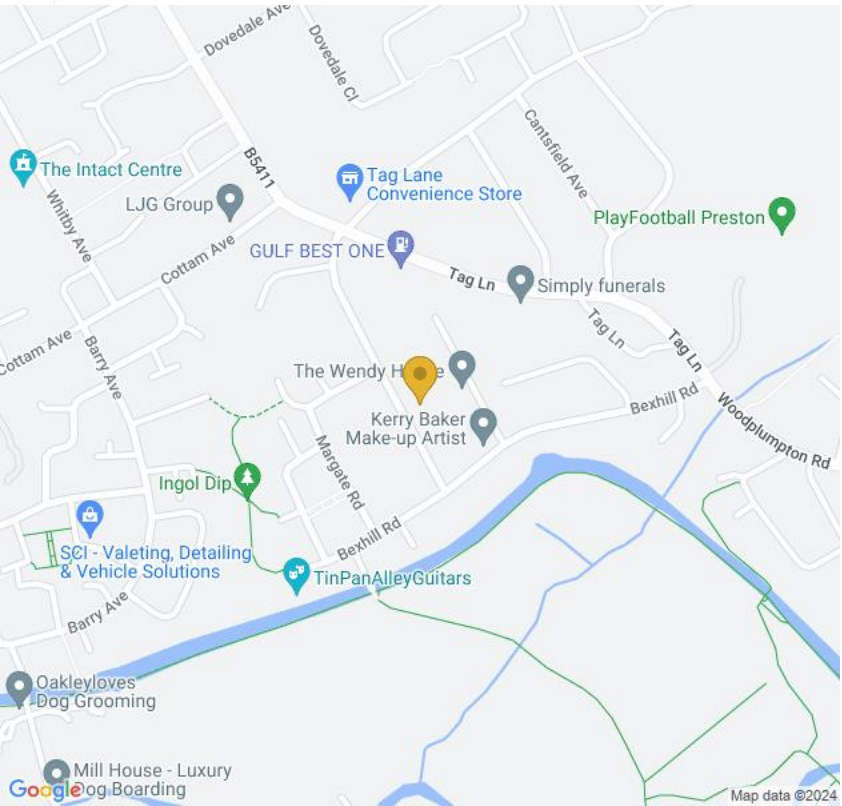 Dovedale Ave
Dovedale Cl
B5411
Cantsfield Ave
The Intact Centre
Whitby Ave
LJG Group
Tag Lane
Convenience Store
PlayFootball Preston
Cottam Ave
GULF BEST ONE
Tag Ln
Simply funerals
Tag Ln
Tag Ln
Cottam Ave
Barry Ave
The Wendy
Kerry Baker
Make-up Artist
Bexhill Rd
Woodplumpton Rd
Margate Rd
Ingol Dip
Bexhill Rd
SCI - Valeting, Detailing
& Vehicle Solutions
TinPanAlleyGuitars
Barry Ave
Oakleyloves
Dog Grooming
Mill House - Luxury
Dog Boarding
Google
Map data ©2024